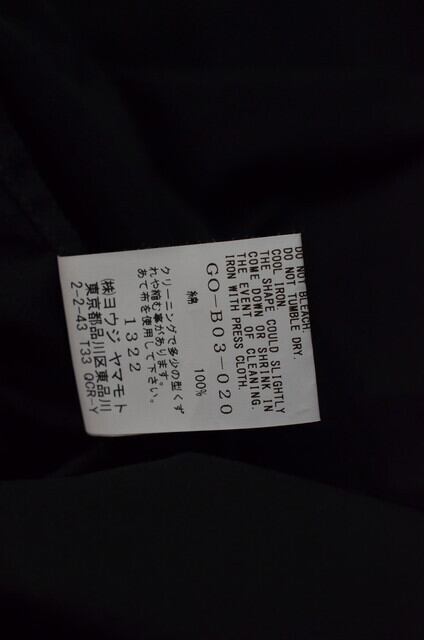 DO NOT BLEACH.
DO NOT TUMBLE DRY.
COOL IRON.
THE SHAPE COULD SLIGHTLY
COME DOWN OR SHRINK IN
THE EVENT OF CLEANING.
IRON WITH PRESS CLOTH.
GO-B03-020
綿 100%
クリーニングで多少の型くず
れや縮む事があります。
あて布を使用して下さい。
1322
㈱ヨウジ ヤマモト
東京都品川区東品川
2-2-43 T33 QCR-Y